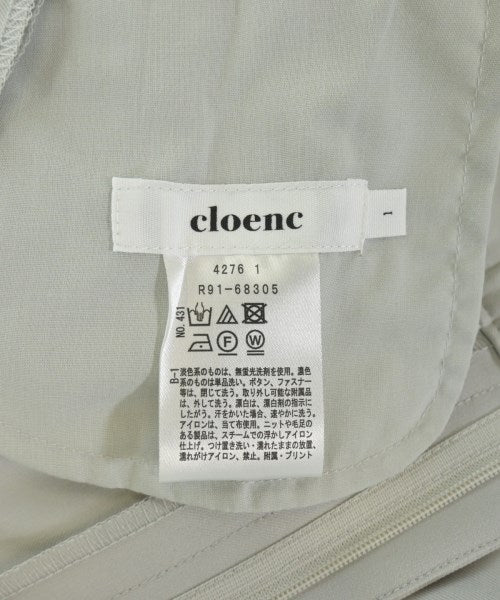 cloenc
1
4276 1
R91-68305
NO.431
B-1
淡色系のものは、無蛍光洗剤を使用。濃色
系のものは単品洗い。ボタン、ファスナー
等は、閉じて洗う。取り外し可能な附属品
は、外して洗う。漂白は、漂白剤の指示に
したがう。汗をかいた場合、速やかに洗う。
アイロンは、当て布使用。ニットや毛足の
ある製品は、スチームでの浮かしアイロン
仕上げ。つけ置き洗い・濡れたままの放置、
濡れがけアイロン、禁止。附属・プリント